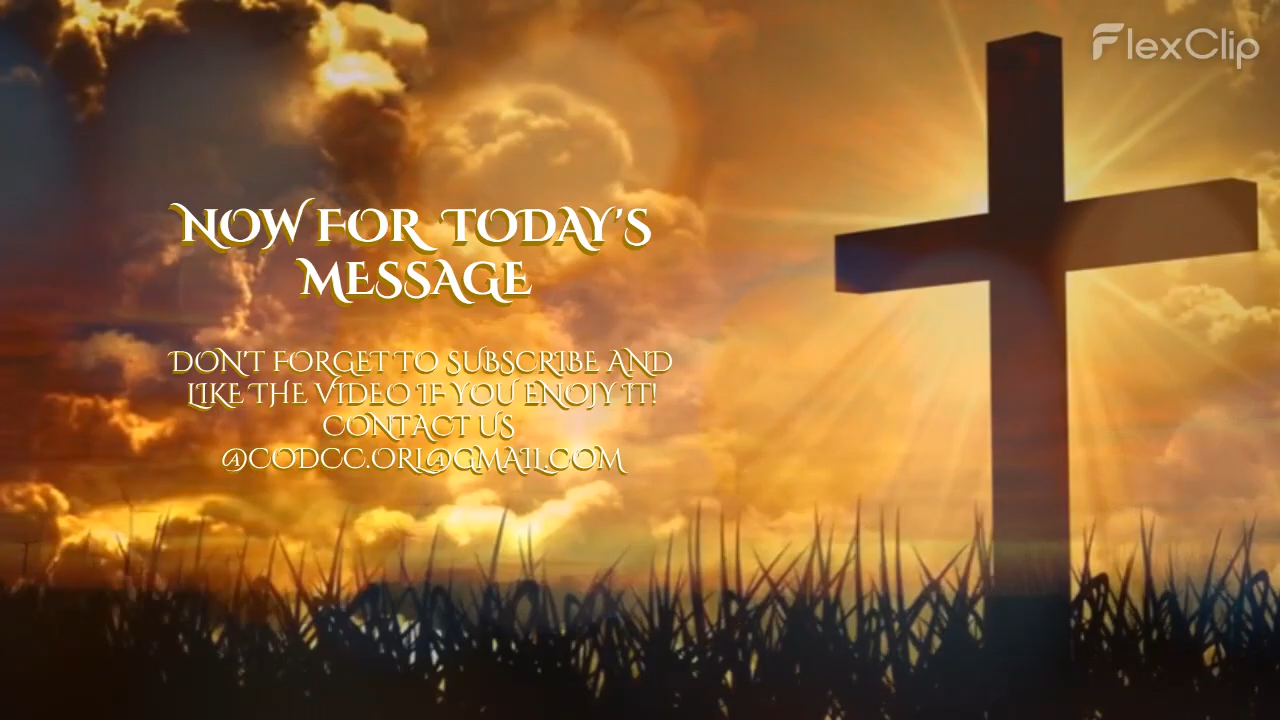 FlexClip
NOW FOR TODAY'S
MESSAGE
DON'T FORGET TO SUBSCRIBE AND
LIKE THE VIDEO IF YOU ENOJY IT!
CONTACT US
@CODCC.ORL@GMAIL.COM